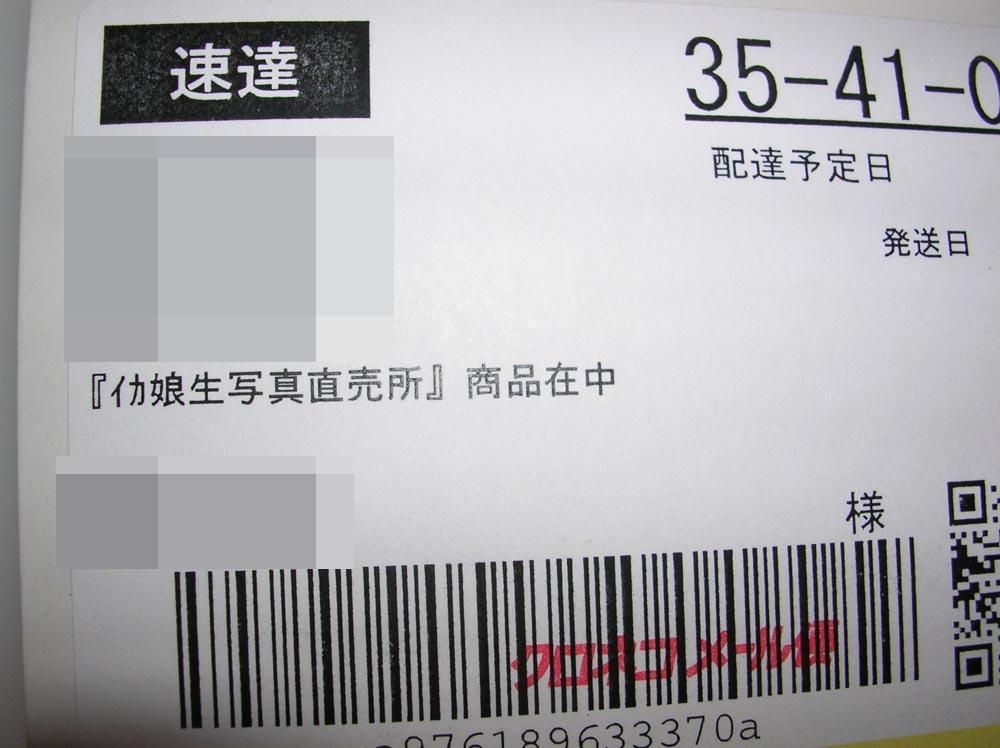 速達
35-41-0
配達予定日
発送日
『イカ娘生写真直売所』 商品在中
様
クロネコメール便
a976189633370a